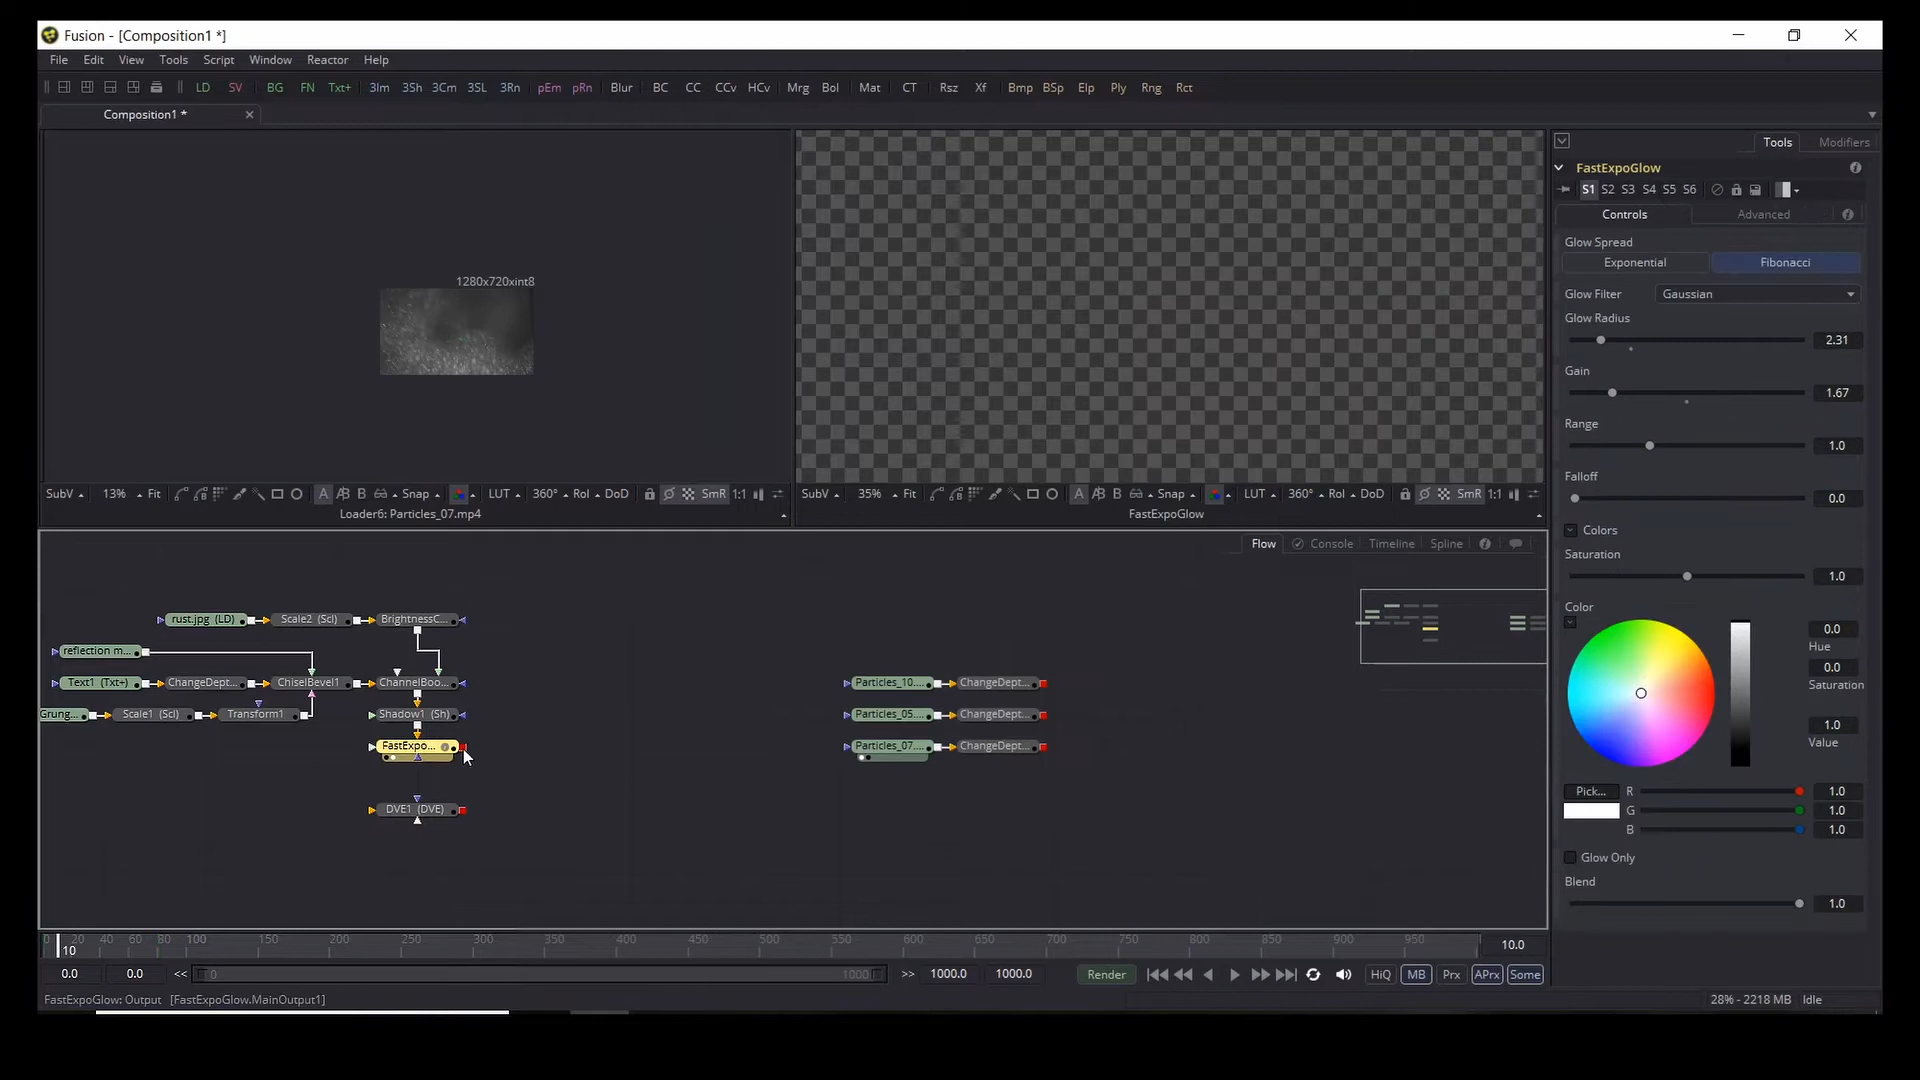 Fusion - [Composition1 *]
File Edit View Tools Script Window Reactor Help
LD SV BG FN Txt+ 3Im 3Sh 3Cm 3SL 3Rn pEm pRn Blur BC CC CCv HCv Mrg Bol Mat CT Rsz Xf Bmp BSp Elp Ply Rng Rct
Composition1 *
1280x720xint8
SubV 13% Fit A B Snap LUT 360° RoI DoD SmR 1:1
Loader6: Particles_07.mp4
SubV 35% Fit A B Snap LUT 360° RoI DoD SmR 1:1
FastExpoGlow
Flow Console Timeline Spline
rust.jpg (LD) Scale2 (Scl) BrightnessC...
reflection m...
Text1 (Txt+) ChangeDept... ChiselBevel1 ChannelBoo...
Grung... Scale1 (Scl) Transform1 Shadow1 (Sh)
FastExpo...
DVE1 (DVE)
Particles_10.... ChangeDept...
Particles_05.... ChangeDept...
Particles_07.... ChangeDept...
Tools Modifiers
FastExpoGlow
S1 S2 S3 S4 S5 S6
Controls Advanced
Glow Spread
Exponential Fibonacci
Glow Filter Gaussian
Glow Radius
2.31
Gain
1.67
Range
1.0
Falloff
0.0
Colors
Saturation
1.0
Color
0.0
Hue
0.0
Saturation
1.0
Value
Pick... R 1.0
G 1.0
B 1.0
Glow Only
Blend
1.0
0 20 40 60 80 100 150 200 250 300 350 400 450 500 550 600 650 700 750 800 850 900 950
10
10.0
0.0 0.0 << 0 1000 >> 1000.0 1000.0 Render HiQ MB Prx APrx Some
FastExpoGlow: Output [FastExpoGlow.MainOutput1]
28% - 2218 MB Idle